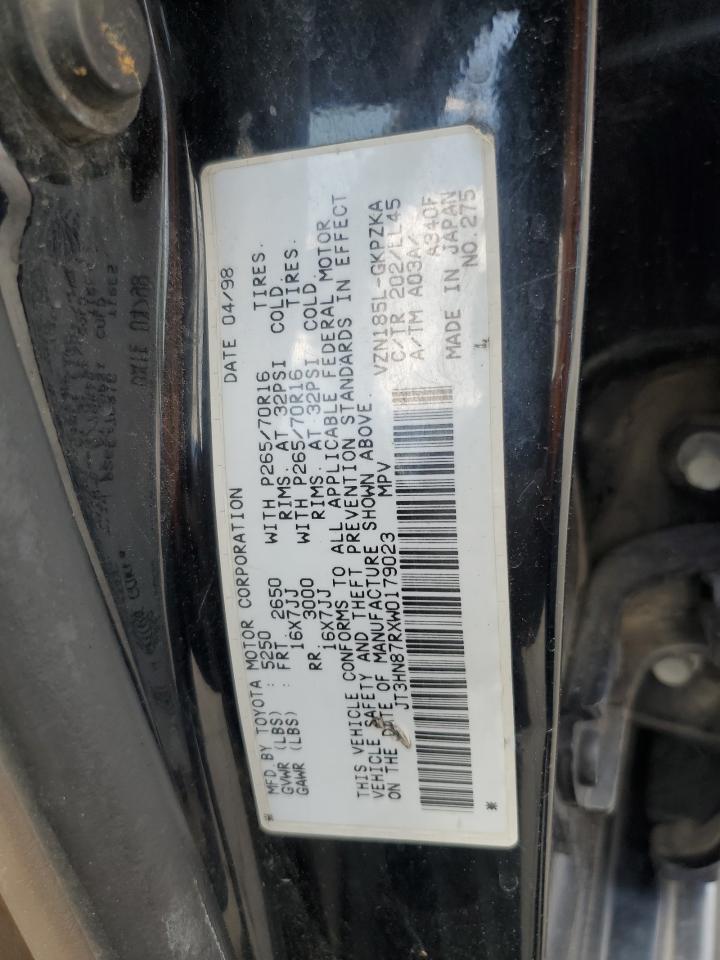 MFD BY TOYOTA MOTOR CORPORATION DATE 04/98
GVWR (LBS) : 5250
GAWR (LBS) : FRT. 2650 WITH P265/70R16 TIRES.
16X7JJ RIMS. AT 32PSI COLD.
RR. 3000 WITH P265/70R16 TIRES.
16X7JJ RIMS. AT 32PSI COLD.
THIS VEHICLE CONFORMS TO ALL APPLICABLE FEDERAL MOTOR
VEHICLE SAFETY AND THEFT PREVENTION STANDARDS IN EFFECT
ON THE DATE OF MANUFACTURE SHOWN ABOVE.
JT3HN87RXW0179023 MPV VZN185L-GKPZKA
C/TR 202/EL45
A/TM A03A/ A340F
MADE IN JAPAN
NO.275